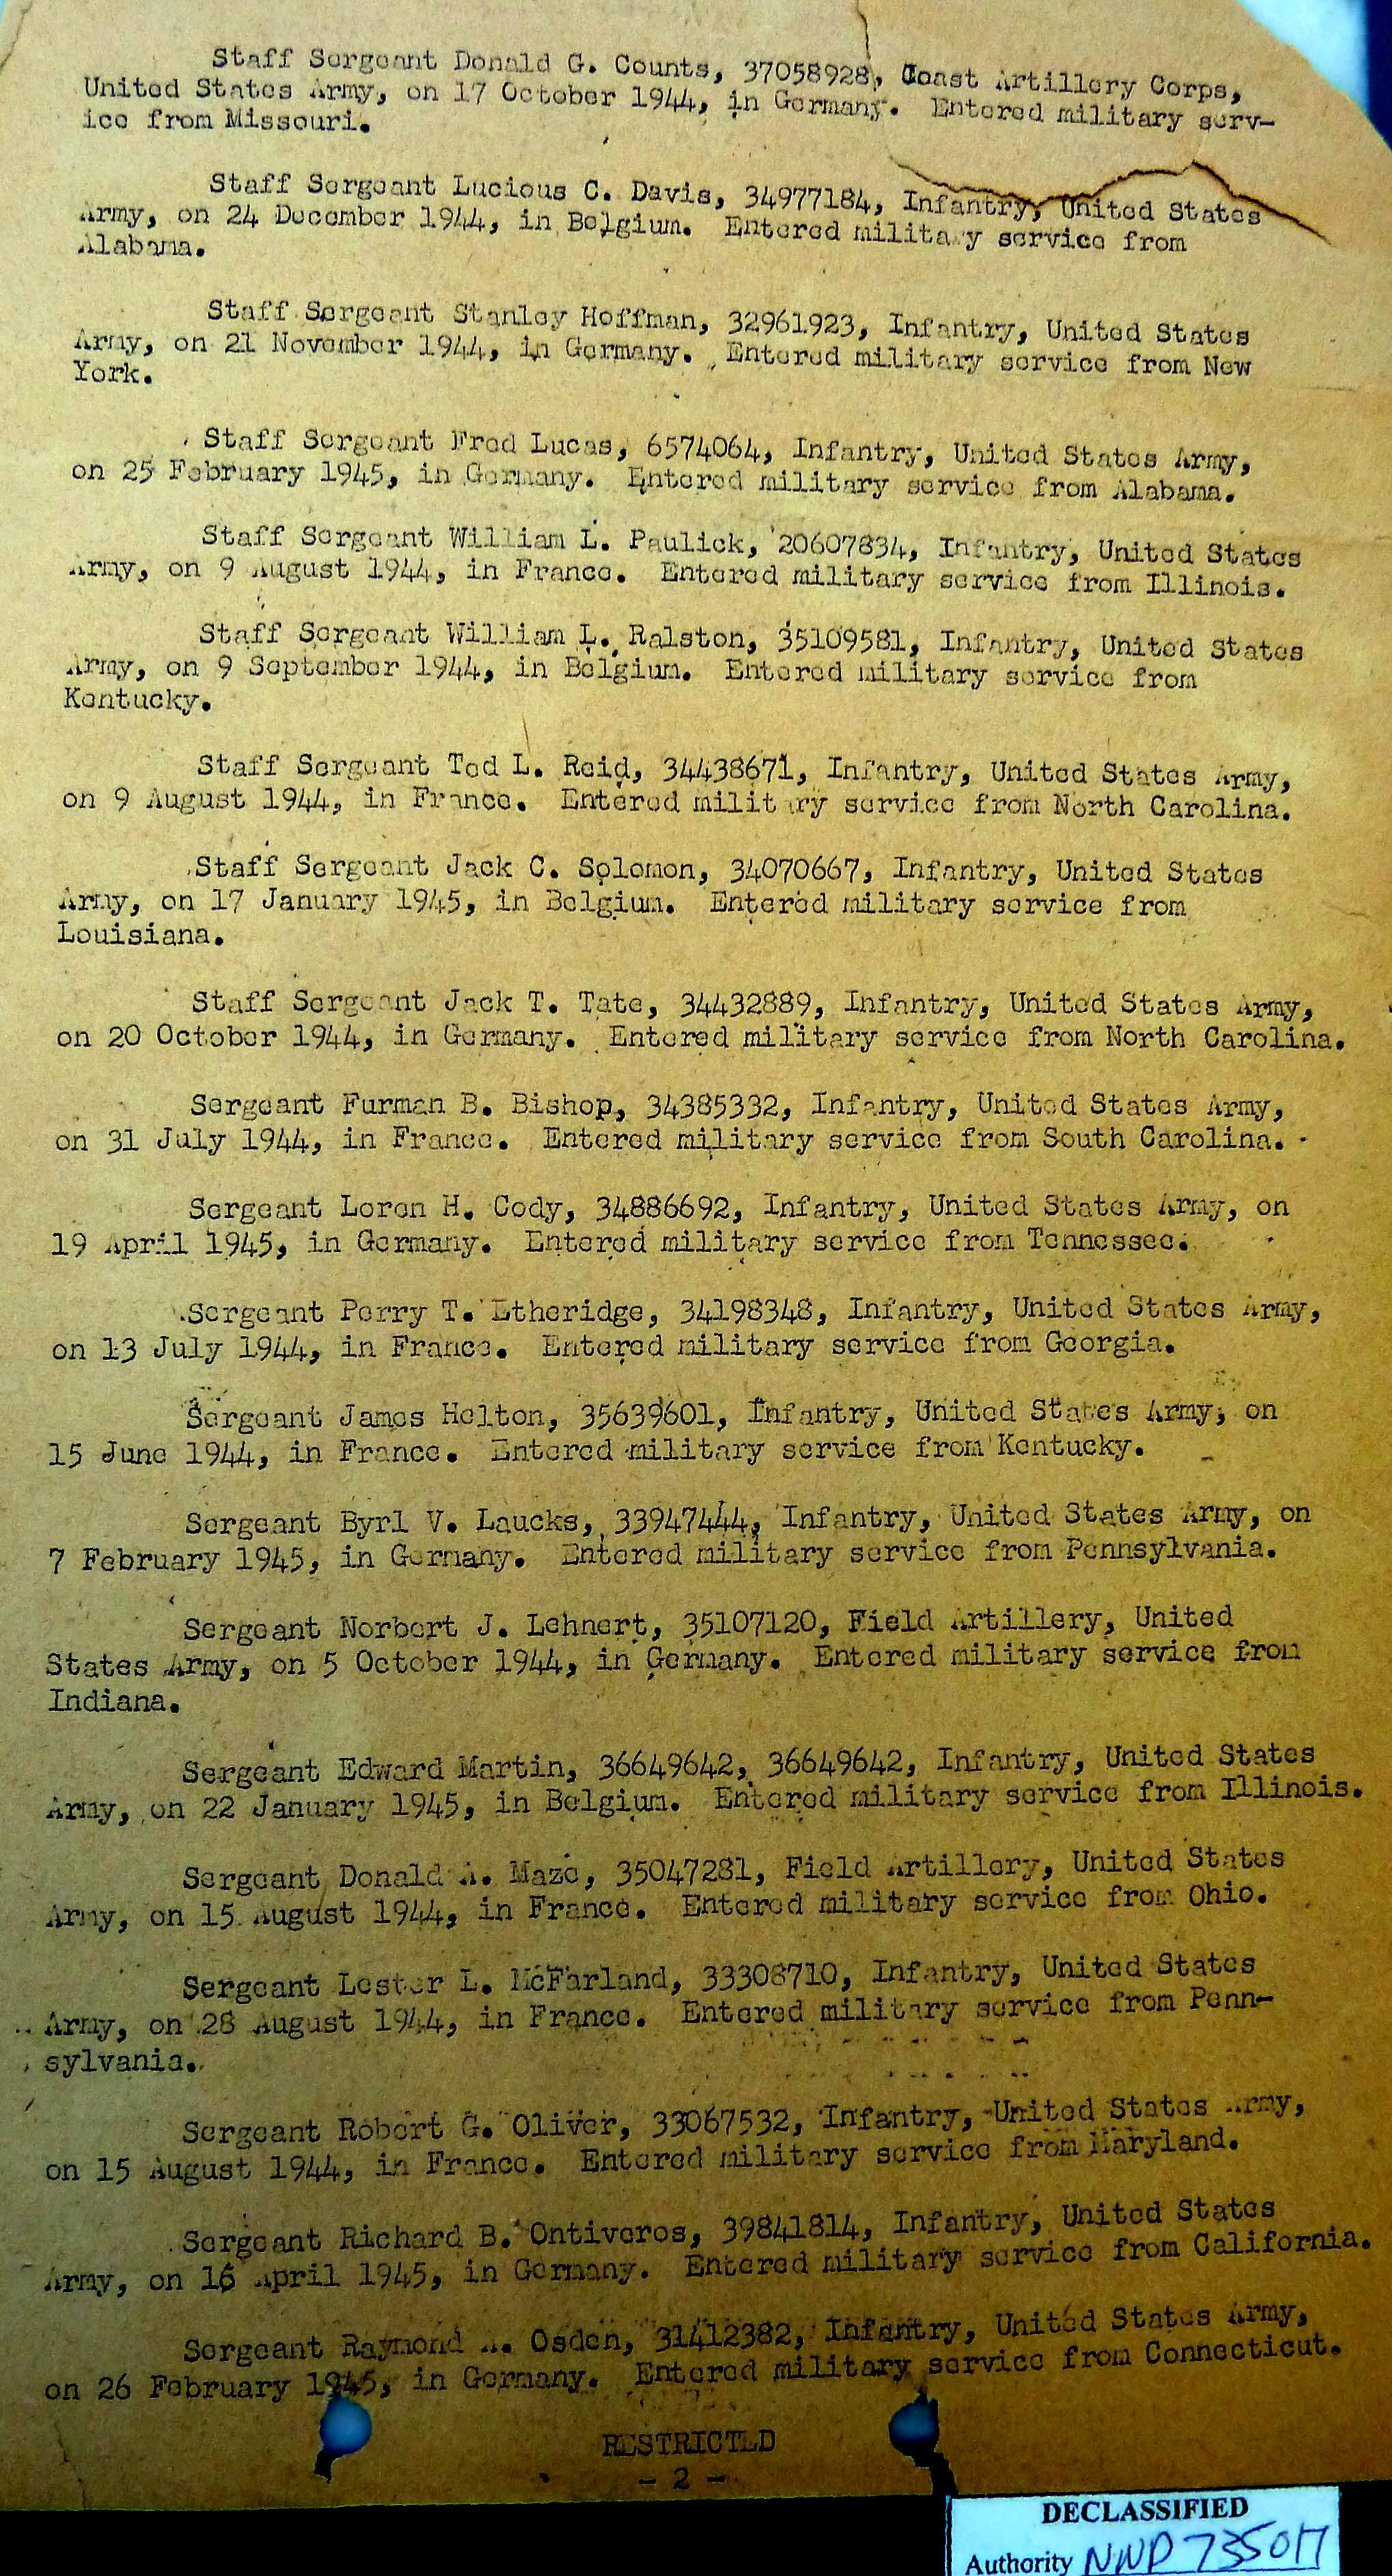 Staff Sergeant Donald G. Counts, 37058928, Coast Artillery Corps,
United States Army, on 17 October 1944, in Germany. Entered military serv-
ice from Missouri.
Staff Sergeant Lucious C. Davis, 34977184, Infantry, United States
Army, on 24 December 1944, in Belgium. Entered military service from
Alabama.
Staff Sergeant Stanley Hoffman, 32961923, Infantry, United States
Army, on 21 November 1944, in Germany. Entered military service from New
York.
Staff Sergeant Fred Lucas, 6574064, Infantry, United States Army,
on 25 February 1945, in Germany. Entered military service from Alabama.
Staff Sergeant William L. Paulick, 20607834, Infantry, United States
Army, on 9 August 1944, in France. Entered military service from Illinois.
Staff Sergeant William L. Ralston, 35109581, Infantry, United States
Army, on 9 September 1944, in Belgium. Entered military service from
Kentucky.
Staff Sergeant Ted L. Reid, 34438671, Infantry, United States Army,
on 9 August 1944, in France. Entered military service from North Carolina.
Staff Sergeant Jack C. Solomon, 34070667, Infantry, United States
Army, on 17 January 1945, in Belgium. Entered military service from
Louisiana.
Staff Sergeant Jack T. Tate, 34432889, Infantry, United States Army,
on 20 October 1944, in Germany. Entered military service from North Carolina.
Sergeant Furman B. Bishop, 34385332, Infantry, United States Army,
on 31 July 1944, in France. Entered military service from South Carolina.
Sergeant Loren H. Cody, 34886692, Infantry, United States Army, on
19 April 1945, in Germany. Entered military service from Tennessee.
Sergeant Perry T. Etheridge, 34198348, Infantry, United States Army,
on 13 July 1944, in France. Entered military service from Georgia.
Sergeant James Helton, 35639601, Infantry, United States Army, on
15 June 1944, in France. Entered military service from Kentucky.
Sergeant Byrl V. Laucks, 33947444, Infantry, United States Army, on
7 February 1945, in Germany. Entered military service from Pennsylvania.
Sergeant Norbert J. Lehnert, 35107120, Field Artillery, United
States Army, on 5 October 1944, in Germany. Entered military service from
Indiana.
Sergeant Edward Martin, 36649642, 36649642, Infantry, United States
Army, on 22 January 1945, in Belgium. Entered military service from Illinois.
Sergeant Donald A. Maze, 35047281, Field Artillery, United States
Army, on 15 August 1944, in France. Entered military service from Ohio.
Sergeant Lester L. McFarland, 33308710, Infantry, United States
Army, on 28 August 1944, in France. Entered military service from Penn-
sylvania.
Sergeant Robert G. Oliver, 33067532, Infantry, United States Army,
on 15 August 1944, in France. Entered military service from Maryland.
Sergeant Richard B. Ontiveros, 39841814, Infantry, United States
Army, on 16 April 1945, in Germany. Entered military service from California.
Sergeant Raymond A. Osden, 31412382, Infantry, United States Army,
on 26 February 1945, in Germany. Entered military service from Connecticut.
RESTRICTED
- 2 -
DECLASSIFIED
Authority NND 735017